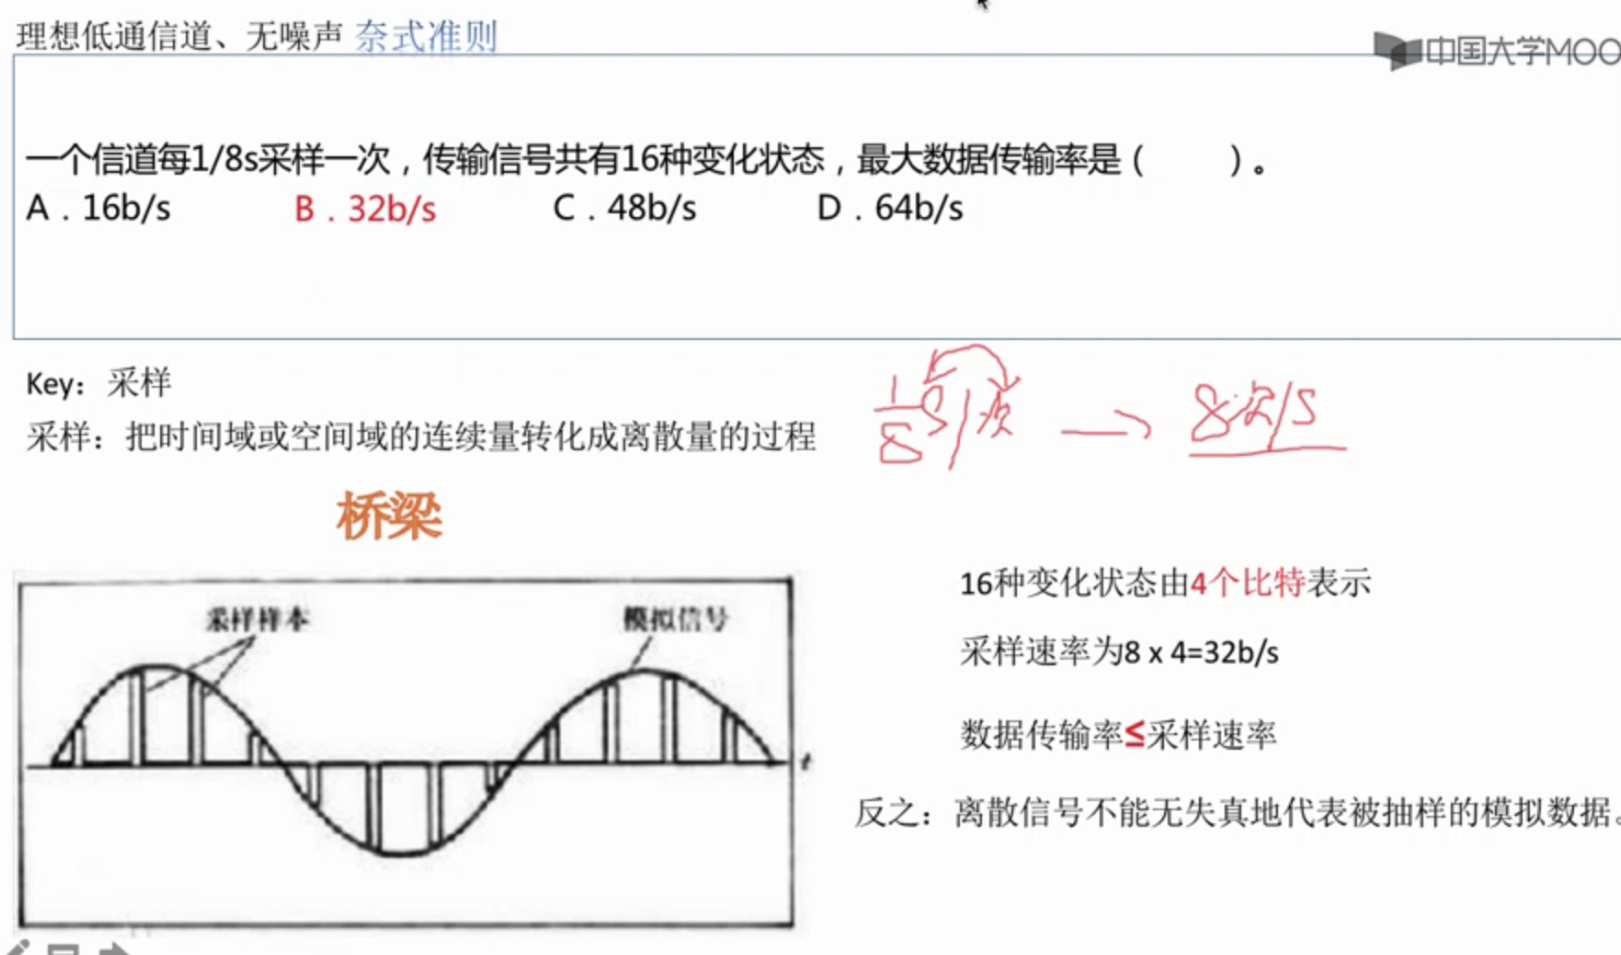 理想低通信道、无噪声 奈式准则
中国大学MOO
一个信道每1/8s采样一次，传输信号共有16种变化状态，最大数据传输率是（　　）。
A．16b/s B．32b/s C．48b/s D．64b/s
Key：采样
采样：把时间域或空间域的连续量转化成离散量的过程
1/8 s/次 → 8次/s
桥梁
采样样本 模拟信号
t
16种变化状态由4个比特表示
采样速率为8 x 4=32b/s
数据传输率≤采样速率
反之：离散信号不能无失真地代表被抽样的模拟数据。